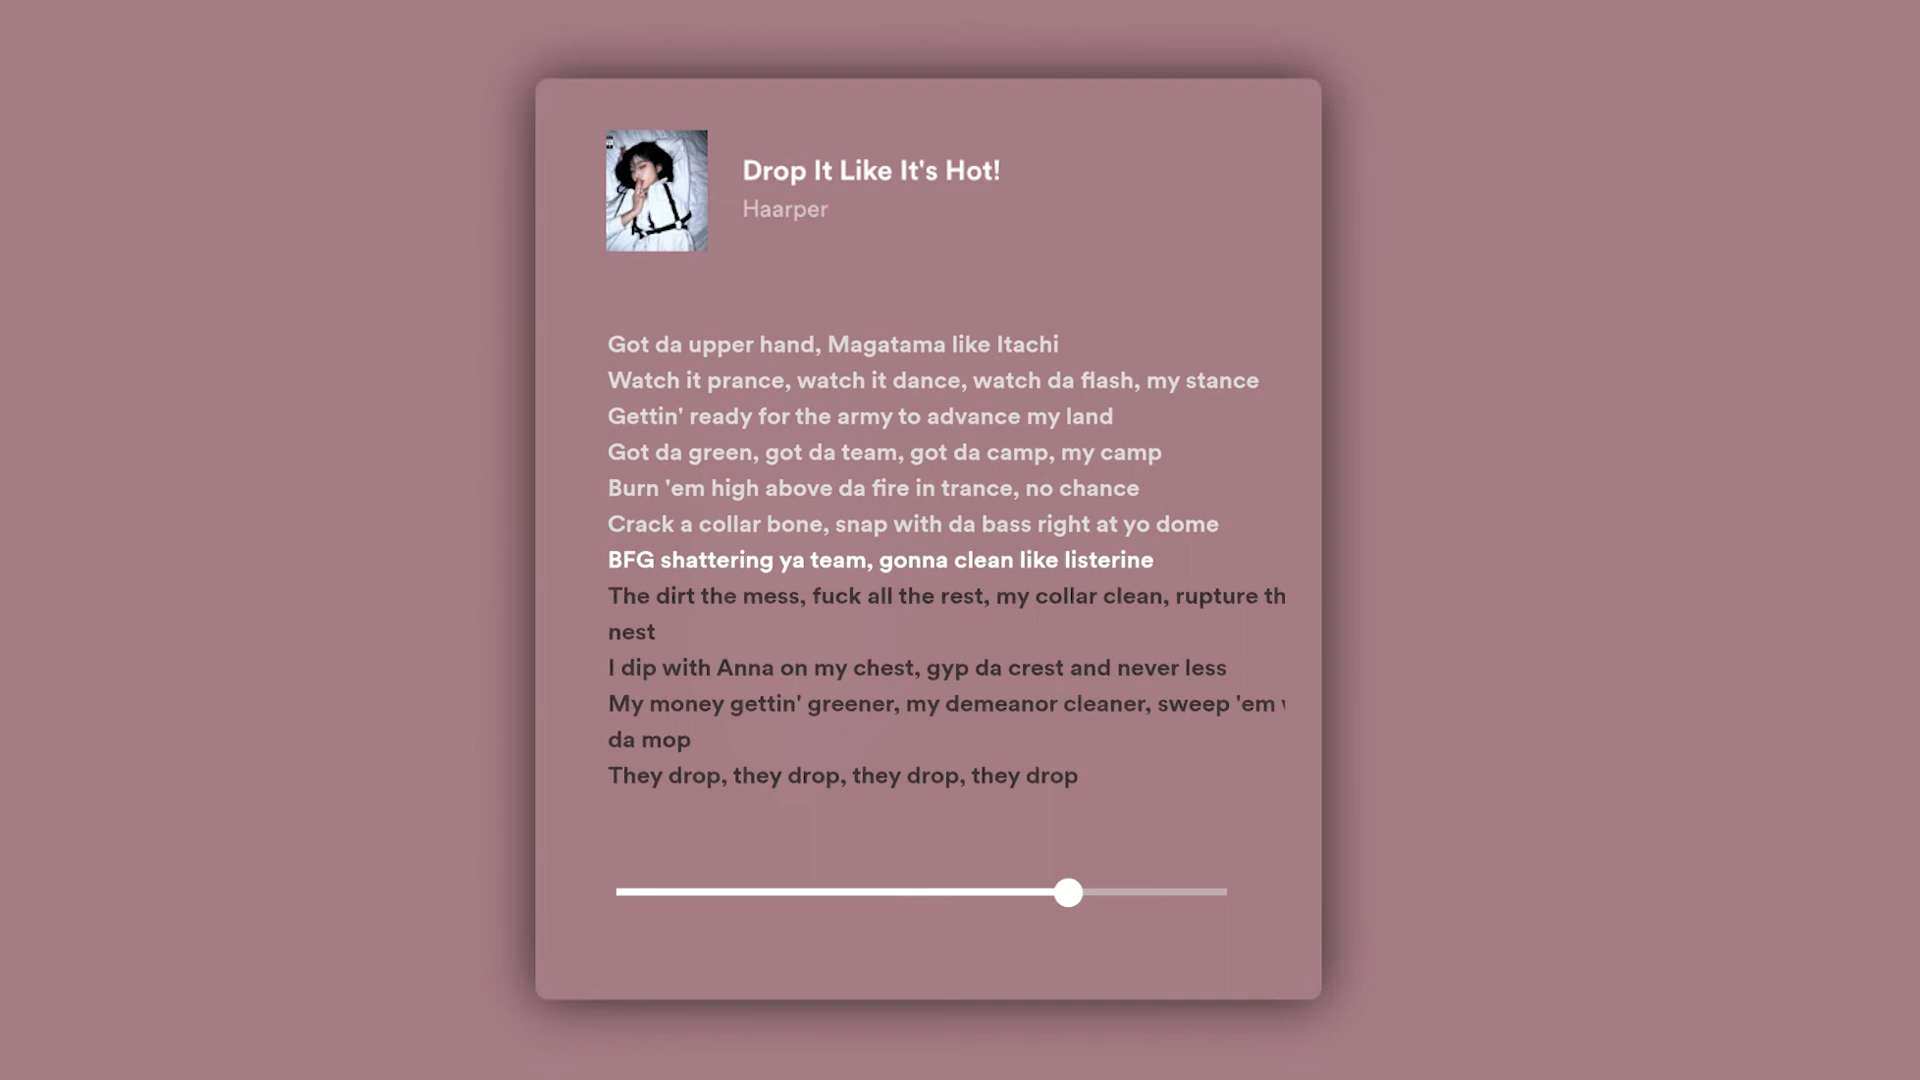 Drop It Like It's Hot!
Haarper
Got da upper hand, Magatama like Itachi
Watch it prance, watch it dance, watch da flash, my stance
Gettin' ready for the army to advance my land
Got da green, got da team, got da camp, my camp
Burn 'em high above da fire in trance, no chance
Crack a collar bone, snap with da bass right at yo dome
BFG shattering ya team, gonna clean like listerine
The dirt the mess, fuck all the rest, my collar clean, rupture th
nest
I dip with Anna on my chest, gyp da crest and never less
My money gettin' greener, my demeanor cleaner, sweep 'em
da mop
They drop, they drop, they drop, they drop